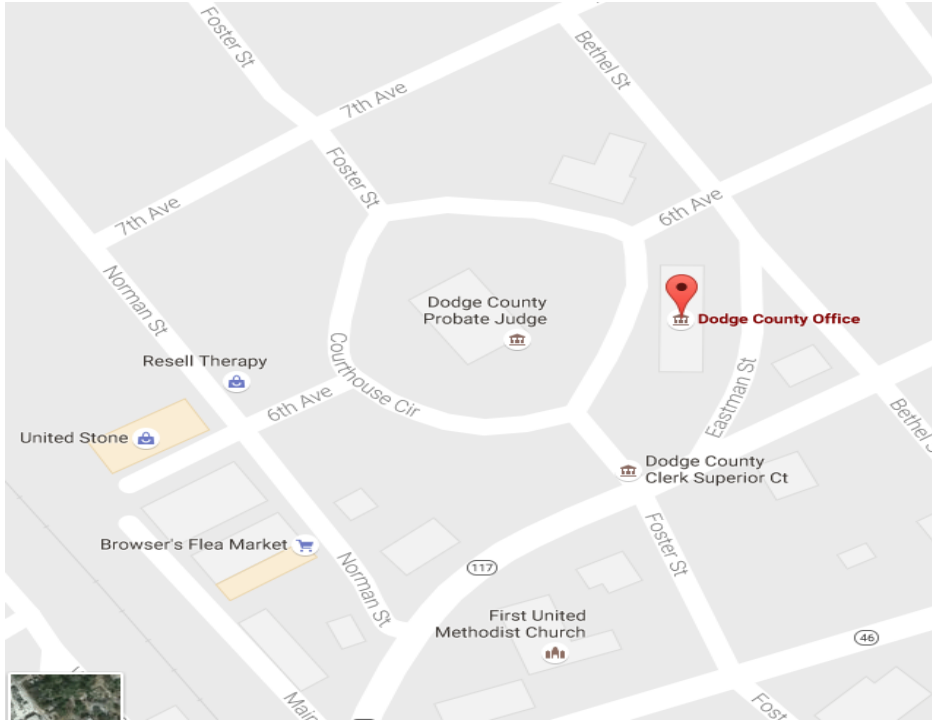 Foster St
Bethel St
7th Ave
Foster St
6th Ave
7th Ave
Norman St
Dodge County
Probate Judge
Dodge County Office
Resell Therapy
Courthouse Cir
6th Ave
Eastman St
Bethel S
United Stone
Dodge County
Clerk Superior Ct
Browser's Flea Market
Norman St
117
Foster St
First United
Methodist Church
46
Main
Fost